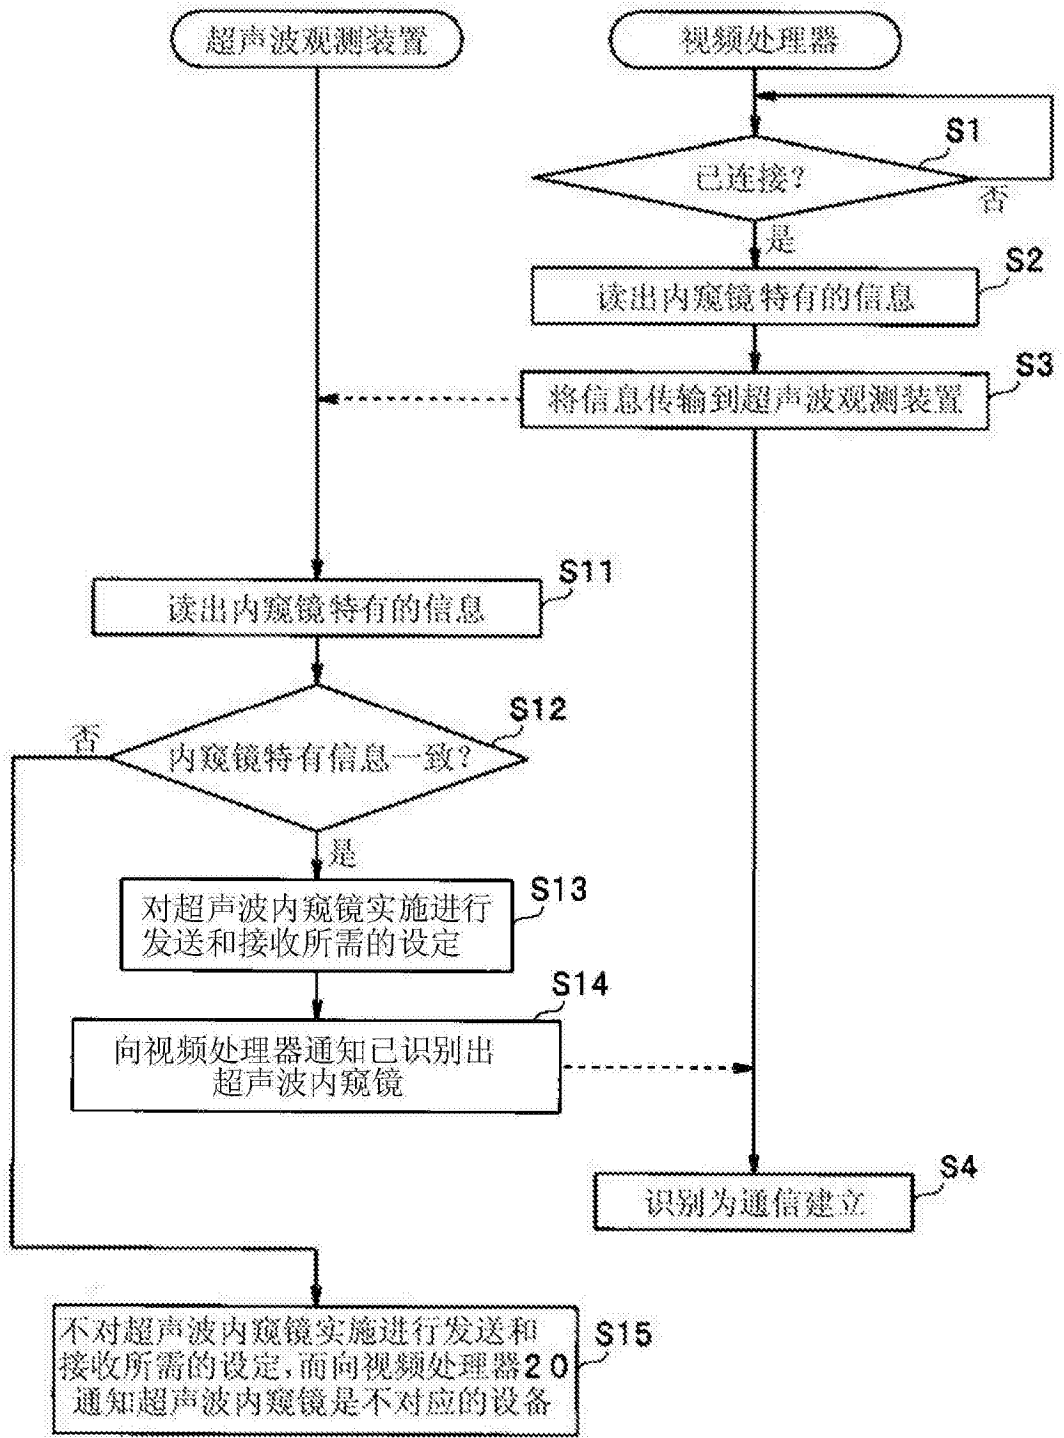 超声波观测装置
视频处理器
S1
已连接?
否
是
S2
读出内窥镜特有的信息
S3
将信息传输到超声波观测装置
S11
读出内窥镜特有的信息
S12
否
内窥镜特有信息一致?
是
S13
对超声波内窥镜实施进行
发送和接收所需的设定
S14
向视频处理器通知已识别出
超声波内窥镜
S4
识别为通信建立
S15
不对超声波内窥镜实施进行发送和
接收所需的设定,而向视频处理器20
通知超声波内窥镜是不对应的设备